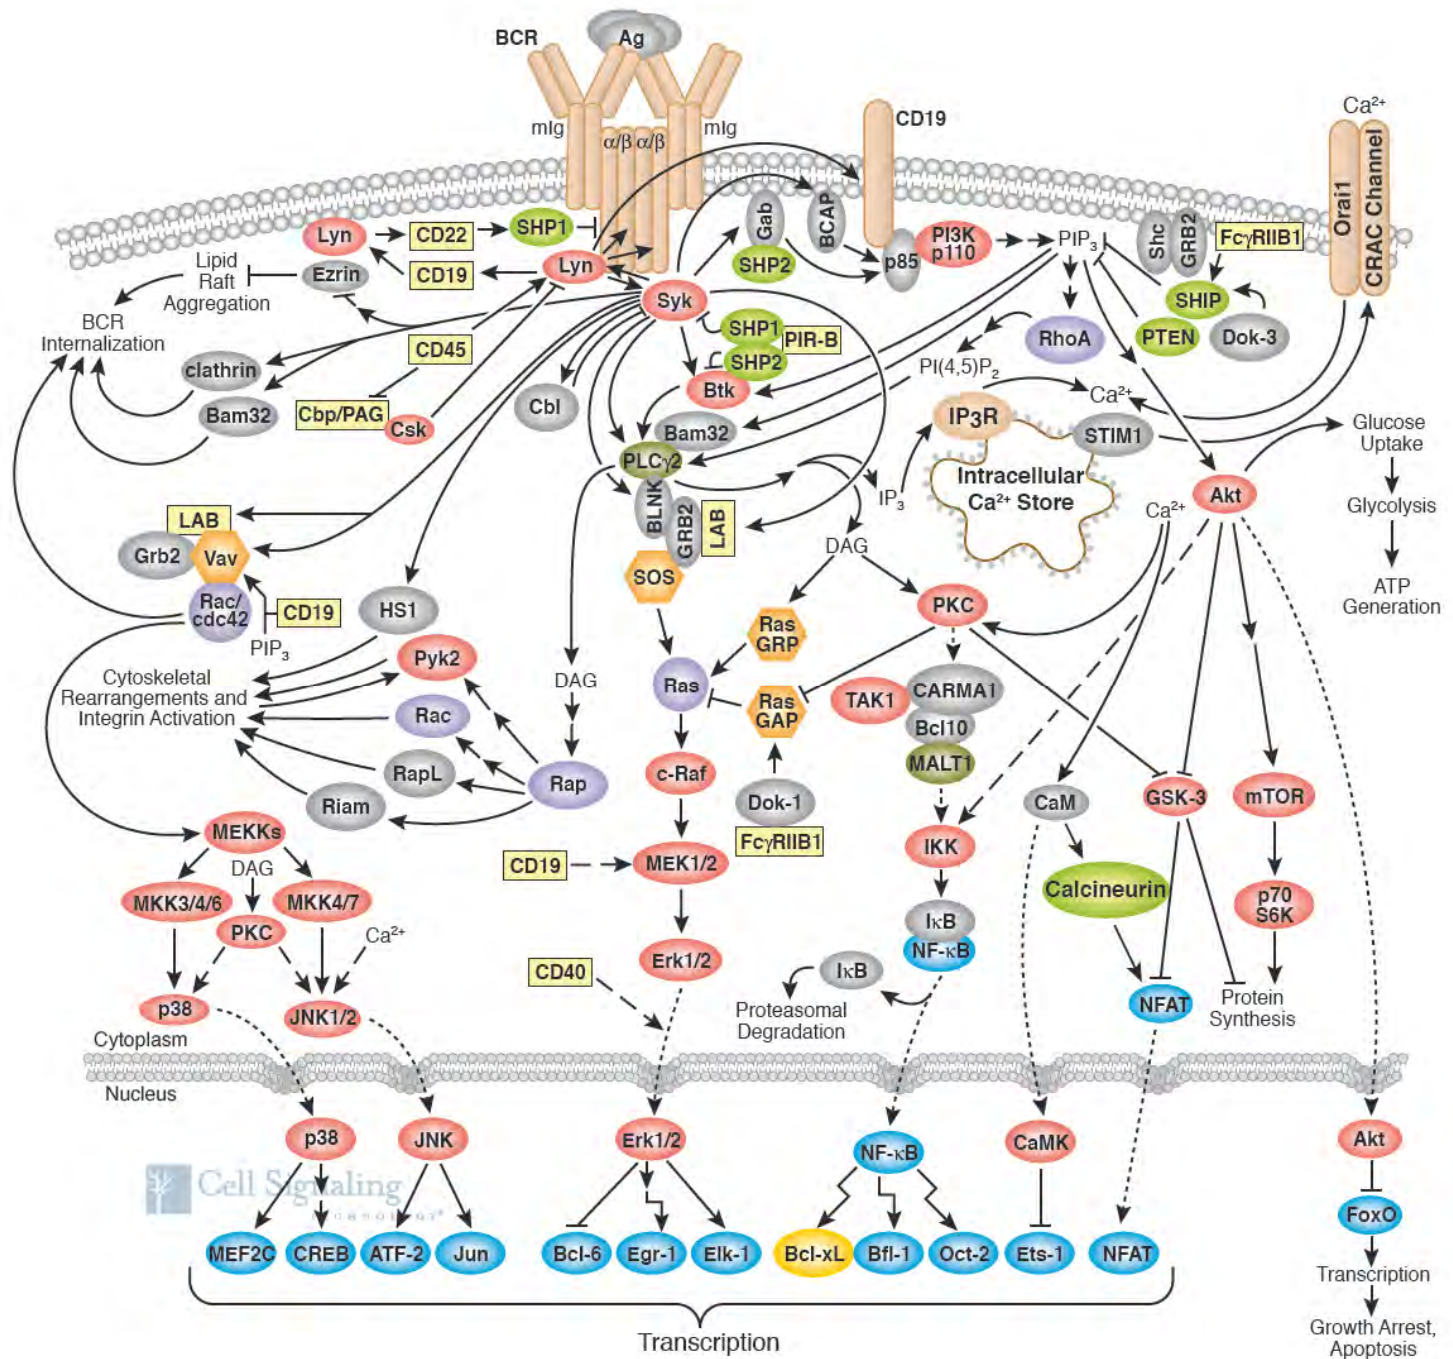 BCR
Ag
mIg
α/β α/β
mIg
CD19
Ca²⁺
Orai1
CRAC Channel
Lyn
CD22
SHP1
Gab
BCAP
Lipid
Raft
Aggregation
Ezrin
CD19
Lyn
SHP2
p85
PI3K
p110
PIP₃
Shc
GRB2
FcγRIIB1
Syk
SHIP
BCR
Internalization
SHP1
PIR-B
SHP2
RhoA
PTEN
Dok-3
CD45
clathrin
Btk
PI(4,5)P₂
Ca²⁺
Bam32
Cbp/PAG
Csk
Cbl
Bam32
IP3R
STIM1
Glucose
Uptake
PLCγ2
Intracellular
Ca²⁺ Store
IP₃
Akt
Glycolysis
BLNK
GRB2
LAB
Ca²⁺
LAB
Grb2
Vav
DAG
SOS
ATP
Generation
Rac/
cdc42
CD19
PIP₃
HS1
PKC
Ras
GRP
Pyk2
Cytoskeletal
Rearrangements and
Integrin Activation
DAG
Ras
Ras
GAP
TAK1
CARMA1
Bcl10
MALT1
Rac
RapL
Rap
c-Raf
Riam
Dok-1
FcγRIIB1
CaM
GSK-3
mTOR
MEKKs
IKK
DAG
CD19
MEK1/2
MKK3/4/6
MKK4/7
PKC
Ca²⁺
Calcineurin
p70
S6K
IκB
NF-κB
Erk1/2
CD40
IκB
p38
JNK1/2
Proteasomal
Degradation
NFAT
Protein
Synthesis
Cytoplasm
Nucleus
p38
JNK
Erk1/2
NF-κB
CaMK
Akt
Cell Signaling
TECHNOLOGY®
FoxO
MEF2C
CREB
ATF-2
Jun
Bcl-6
Egr-1
Elk-1
Bcl-xL
Bfl-1
Oct-2
Ets-1
NFAT
Transcription
Growth Arrest,
Apoptosis
Transcription